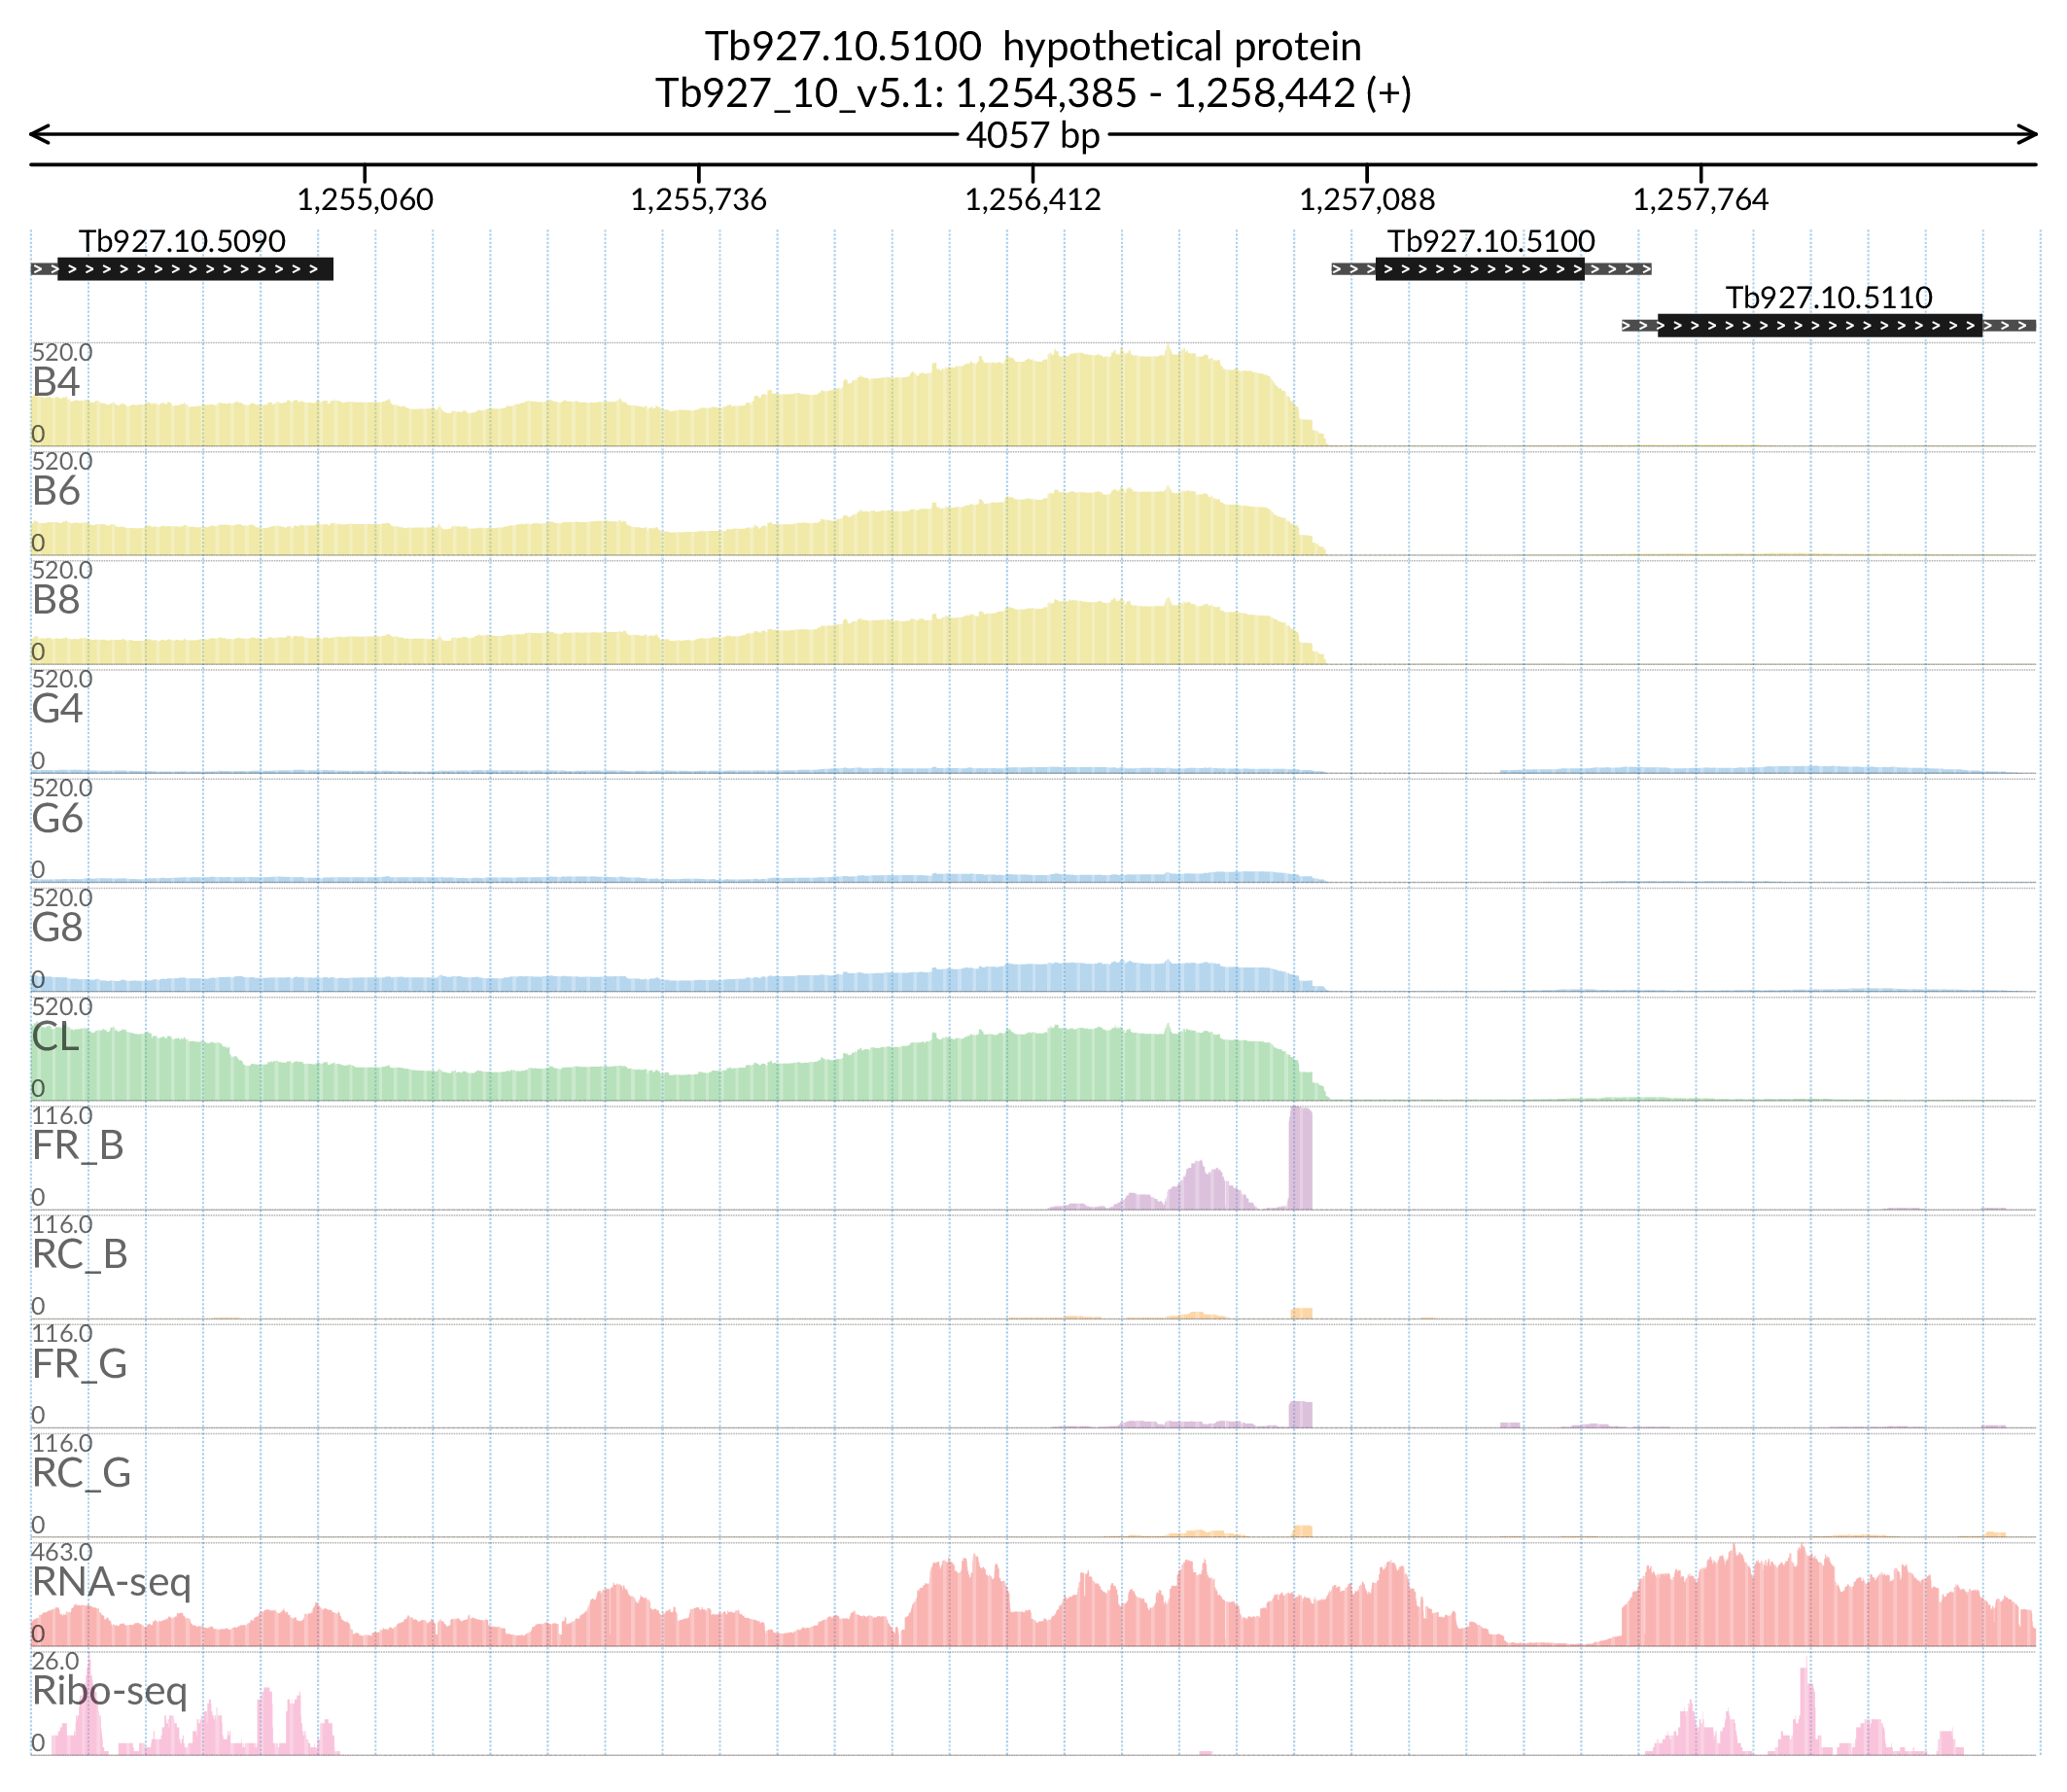 Tb927.10.5100 hypothetical protein
Tb927_10_v5.1: 1,254,385 - 1,258,442 (+)
4057 bp
1,255,060 1,255,736 1,256,412 1,257,088 1,257,764
Tb927.10.5090 Tb927.10.5100
Tb927.10.5110
520.0
B4
0
520.0
B6
0
520.0
B8
0
520.0
G4
0
520.0
G6
0
520.0
G8
0
520.0
CL
0
116.0
FR_B
0
116.0
RC_B
0
116.0
FR_G
0
116.0
RC_G
0
463.0
RNA-seq
0
26.0
Ribo-seq
0